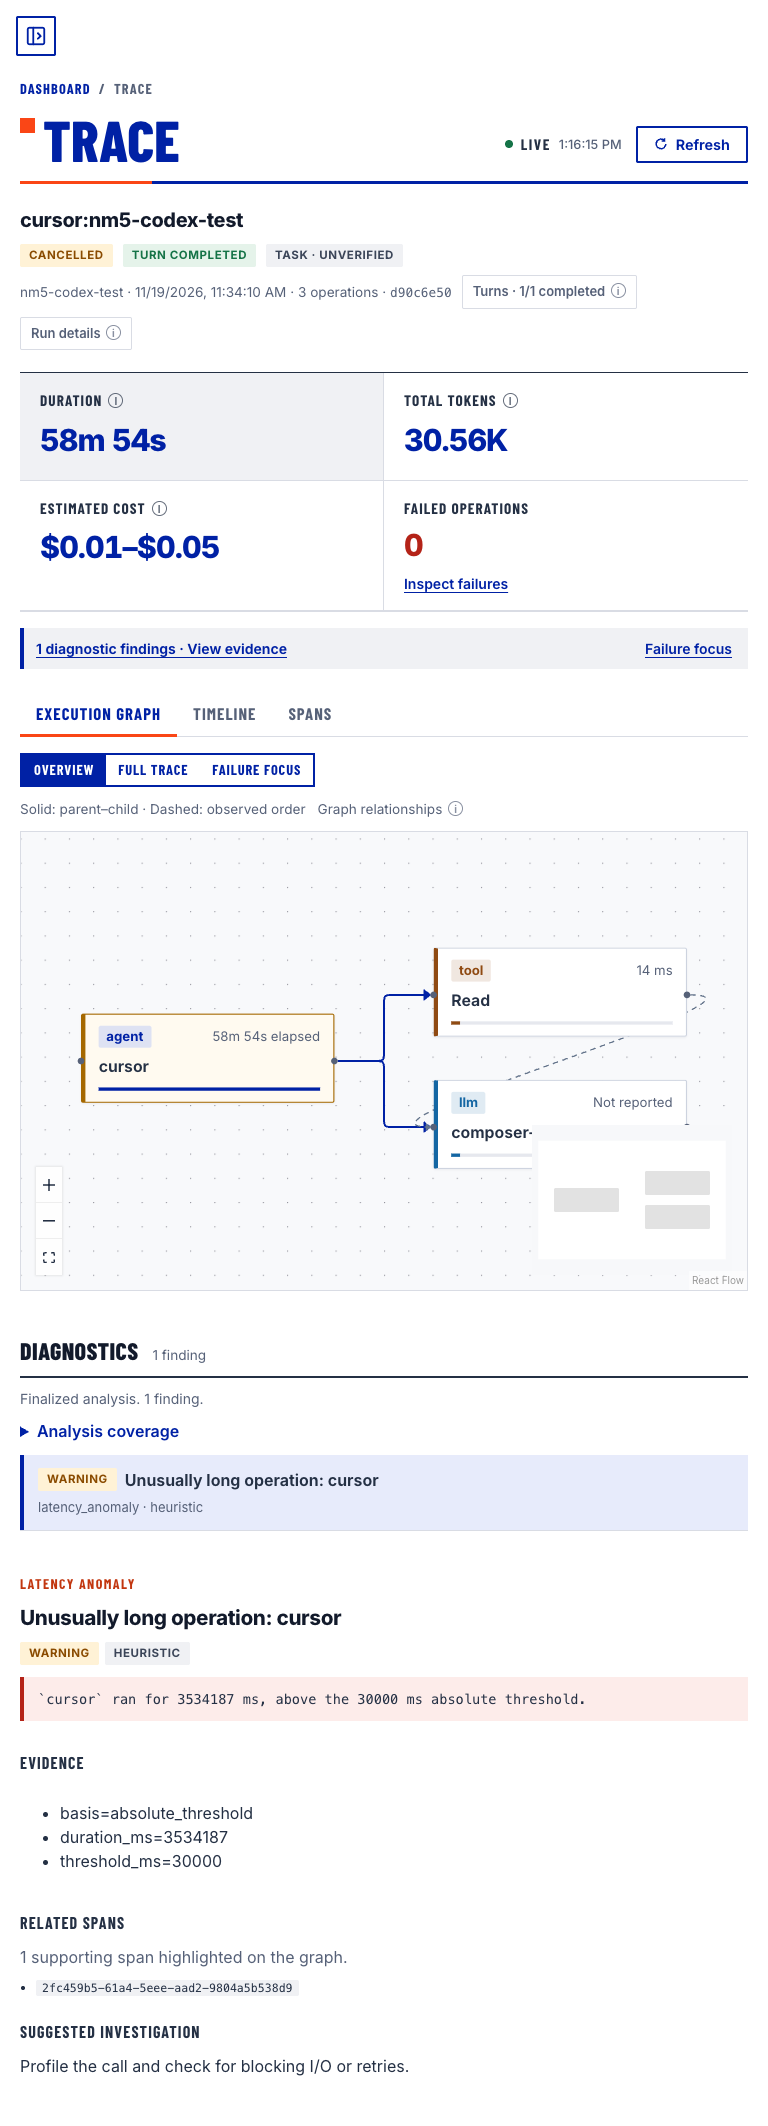 DASHBOARD / TRACE
TRACE
LIVE 1:16:15 PM Refresh
cursor:nm5-codex-test
CANCELLED TURN COMPLETED TASK · UNVERIFIED
nm5-codex-test · 11/19/2026, 11:34:10 AM · 3 operations · d90c6e50 Turns · 1/1 completed
Run details
DURATION
58m 54s
TOTAL TOKENS
30.56K
ESTIMATED COST
$0.01–$0.05
FAILED OPERATIONS
0
Inspect failures
1 diagnostic findings · View evidence Failure focus
EXECUTION GRAPH TIMELINE SPANS
OVERVIEW FULL TRACE FAILURE FOCUS
Solid: parent–child · Dashed: observed order Graph relationships
tool 14 ms
Read
agent 58m 54s elapsed
cursor
llm Not reported
composer-
React Flow
DIAGNOSTICS 1 finding
Finalized analysis. 1 finding.
Analysis coverage
WARNING Unusually long operation: cursor
latency_anomaly · heuristic
LATENCY ANOMALY
Unusually long operation: cursor
WARNING HEURISTIC
`cursor` ran for 3534187 ms, above the 30000 ms absolute threshold.
EVIDENCE
• basis=absolute_threshold
• duration_ms=3534187
• threshold_ms=30000
RELATED SPANS
1 supporting span highlighted on the graph.
• 2fc459b5-61a4-5eee-aad2-9804a5b538d9
SUGGESTED INVESTIGATION
Profile the call and check for blocking I/O or retries.